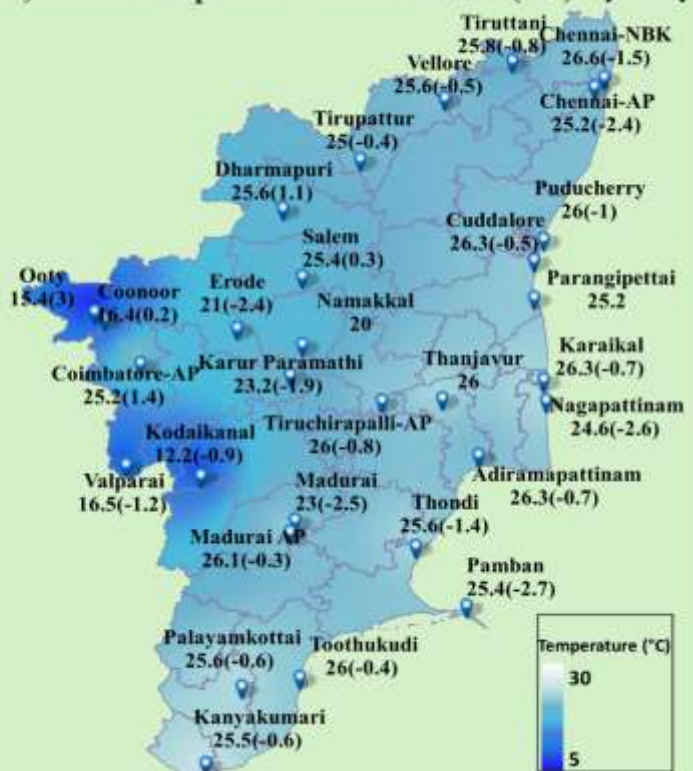 Tiruttani
25.8(-0.8)
Chennai-NBK
26.6(-1.5)
Vellore
25.6(-0.5)
Chennai-AP
25.2(-2.4)
Tirupattur
25(-0.4)
Dharmapuri
25.6(1.1)
Puducherry
26(-1)
Cuddalore
26.3(-0.5)
Salem
25.4(0.3)
Ooty
15.4(3)
Coonoor
16.4(0.2)
Erode
21(-2.4)
Namakkal
20
Parangipettai
25.2
Karaikal
26.3(-0.7)
Coimbatore-AP
25.2(1.4)
Karur Paramathi
23.2(-1.9)
Thanjavur
26
Nagapattinam
24.6(-2.6)
Kodaikanal
12.2(-0.9)
Tiruchirapalli-AP
26(-0.8)
Valparai
16.5(-1.2)
Madurai
23(-2.5)
Adiramapattinam
26.3(-0.7)
Thondi
25.6(-1.4)
Madurai AP
26.1(-0.3)
Pamban
25.4(-2.7)
Palayamkottai
25.6(-0.6)
Toothukudi
26(-0.4)
Kanyakumari
25.5(-0.6)
Temperature (°C)
30
5